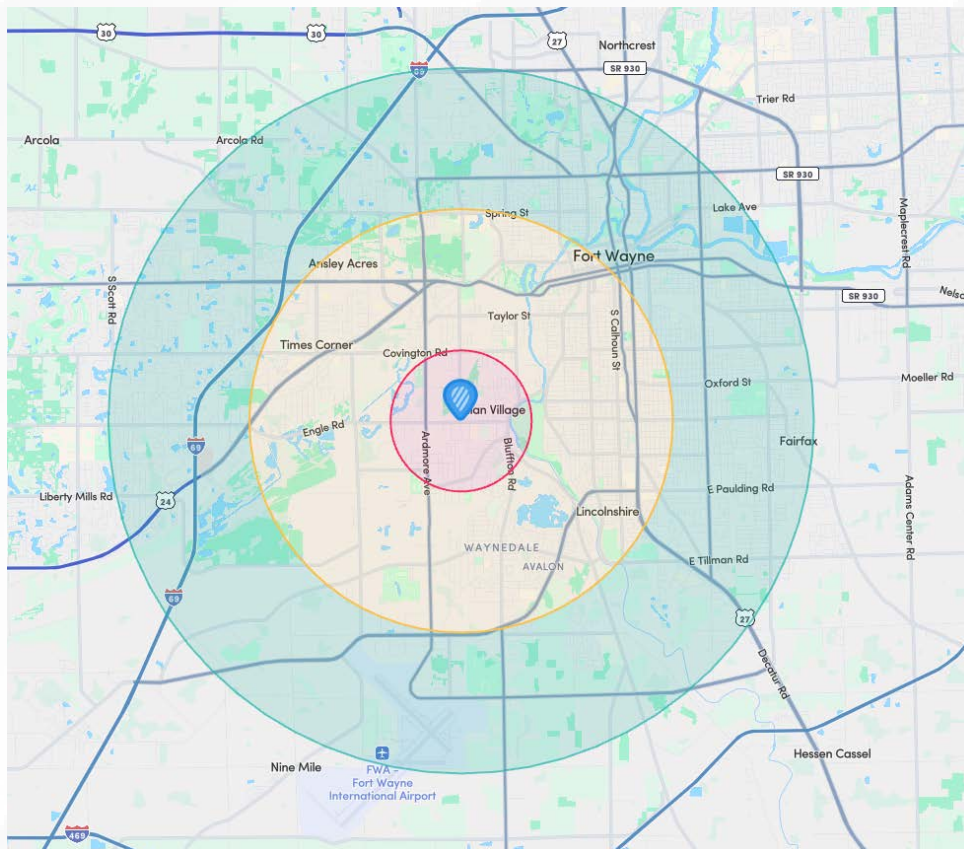 30
30
27
Northcrest
69
SR 930
Trier Rd
Arcola
Arcola Rd
SR 930
Maplecrest Rd
Lake Ave
Spring St
Fort Wayne
Ansley Acres
S Scott Rd
SR 930
Taylor St
S Calhoun St
Times Corner
Covington Rd
Moeller Rd
Oxford St
Village
Engle Rd
Ardmore Ave
Bluffton Rd
Fairfax
69
Liberty Mills Rd
24
E Paulding Rd
Adams Center Rd
Lincolnshire
WAYNEDALE
AVALON
E Tillman Rd
69
27
Decatur Rd
Hessen Cassel
Nine Mile
FWA -
Fort Wayne
International Airport
469